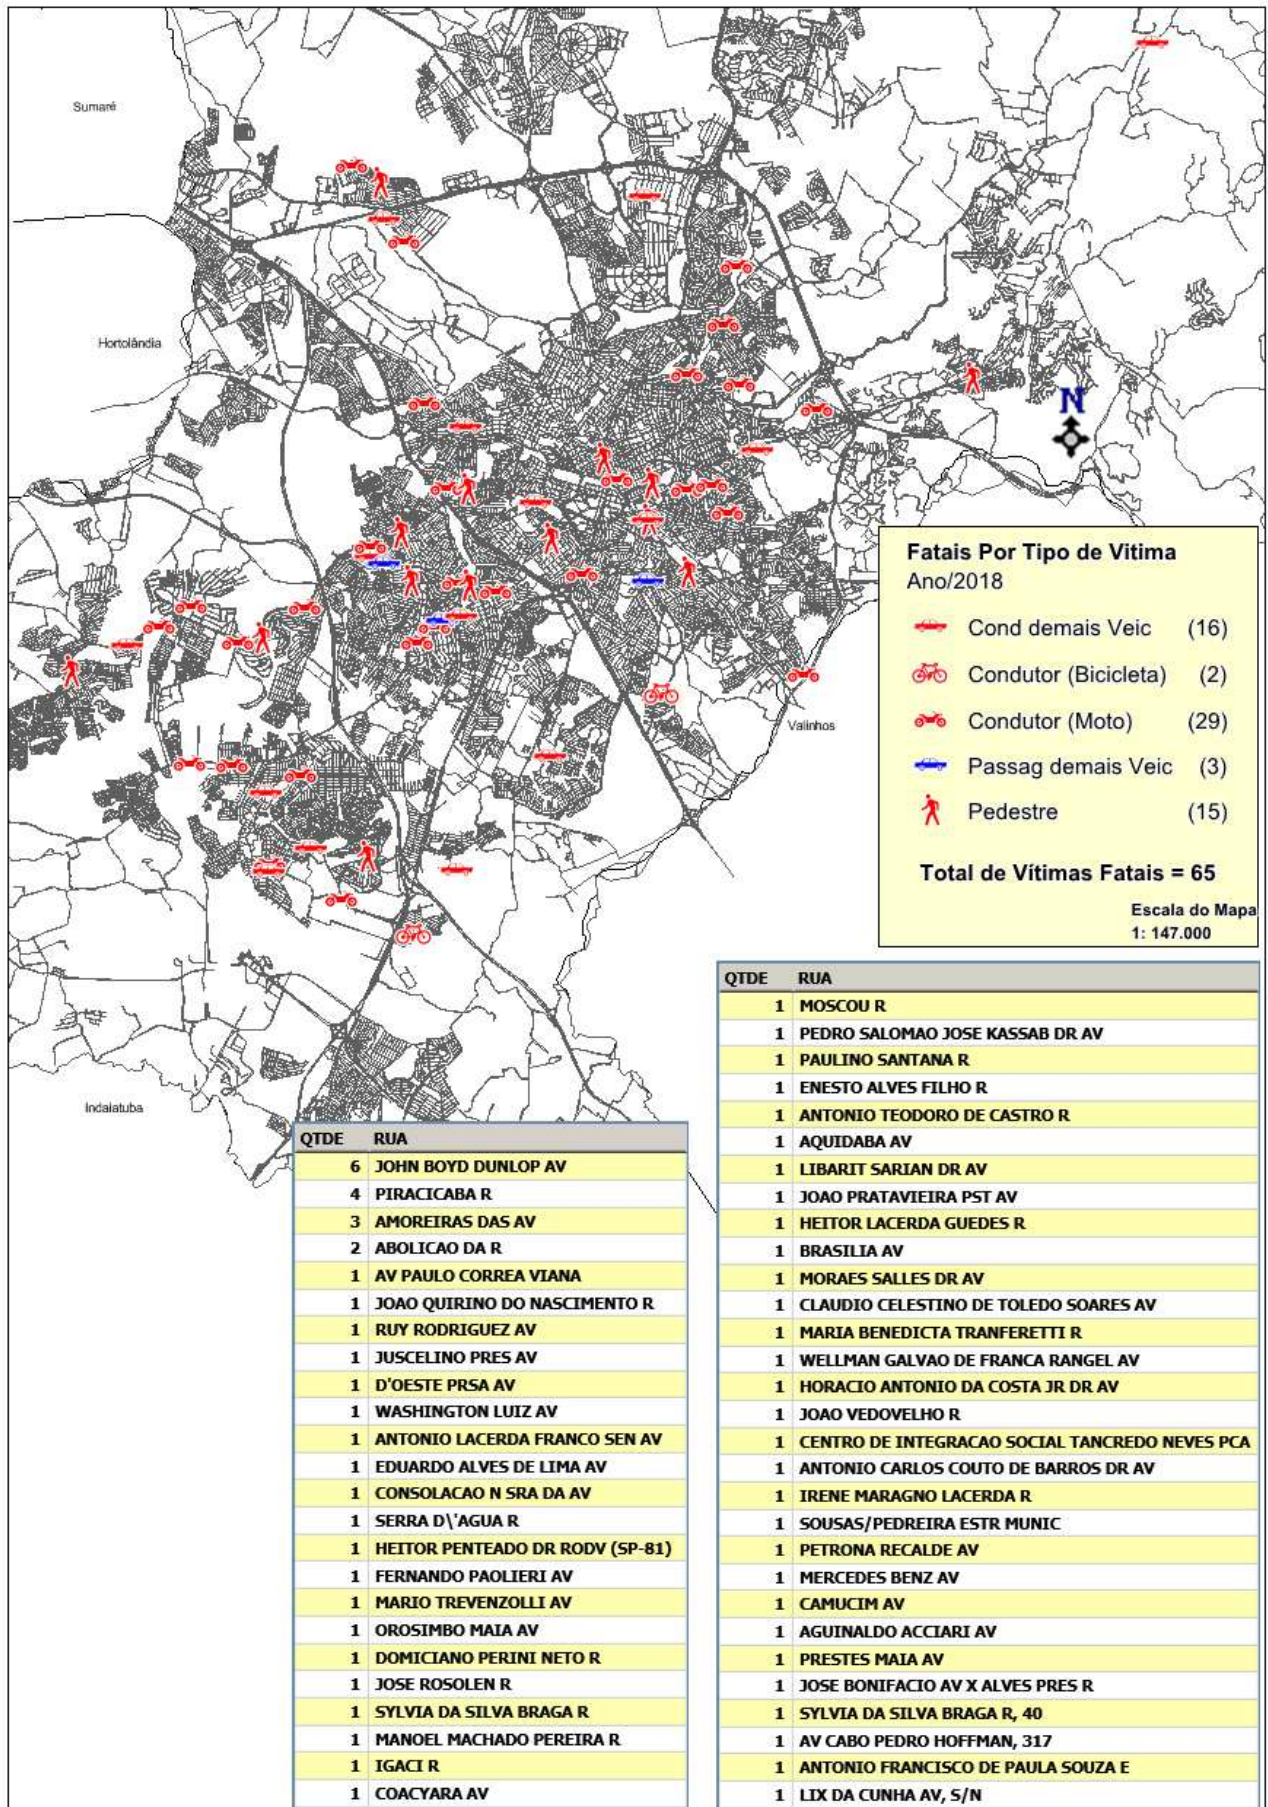 Sumaré
Hortolândia
N
Fatais Por Tipo de Vitima
Ano/2018
Cond demais Veic (16)
Condutor (Bicicleta) (2)
Condutor (Moto) (29)
Passag demais Veic (3)
Pedestre (15)
Total de Vítimas Fatais = 65
Escala do Mapa
1: 147.000
Valinhos
Indaiatuba
QTDE RUA
6 JOHN BOYD DUNLOP AV
4 PIRACICABA R
3 AMOREIRAS DAS AV
2 ABOLICAO DA R
1 AV PAULO CORREA VIANA
1 JOAO QUIRINO DO NASCIMENTO R
1 RUY RODRIGUEZ AV
1 JUSCELINO PRES AV
1 D'OESTE PRSA AV
1 WASHINGTON LUIZ AV
1 ANTONIO LACERDA FRANCO SEN AV
1 EDUARDO ALVES DE LIMA AV
1 CONSOLACAO N SRA DA AV
1 SERRA D\'AGUA R
1 HEITOR PENTEADO DR RODV (SP-81)
1 FERNANDO PAOLIERI AV
1 MARIO TREVENZOLLI AV
1 OROSIMBO MAIA AV
1 DOMICIANO PERINI NETO R
1 JOSE ROSOLEN R
1 SYLVIA DA SILVA BRAGA R
1 MANOEL MACHADO PEREIRA R
1 IGACI R
1 COACYARA AV
QTDE RUA
1 MOSCOU R
1 PEDRO SALOMAO JOSE KASSAB DR AV
1 PAULINO SANTANA R
1 ENESTO ALVES FILHO R
1 ANTONIO TEODORO DE CASTRO R
1 AQUIDABA AV
1 LIBARIT SARIAN DR AV
1 JOAO PRATAVIEIRA PST AV
1 HEITOR LACERDA GUEDES R
1 BRASILIA AV
1 MORAES SALLES DR AV
1 CLAUDIO CELESTINO DE TOLEDO SOARES AV
1 MARIA BENEDICTA TRANFERETTI R
1 WELLMAN GALVAO DE FRANCA RANGEL AV
1 HORACIO ANTONIO DA COSTA JR DR AV
1 JOAO VEDOVELHO R
1 CENTRO DE INTEGRACAO SOCIAL TANCREDO NEVES PCA
1 ANTONIO CARLOS COUTO DE BARROS DR AV
1 IRENE MARAGNO LACERDA R
1 SOUSAS/PEDREIRA ESTR MUNIC
1 PETRONA RECALDE AV
1 MERCEDES BENZ AV
1 CAMUCIM AV
1 AGUINALDO ACCIARI AV
1 PRESTES MAIA AV
1 JOSE BONIFACIO AV X ALVES PRES R
1 SYLVIA DA SILVA BRAGA R, 40
1 AV CABO PEDRO HOFFMAN, 317
1 ANTONIO FRANCISCO DE PAULA SOUZA E
1 LIX DA CUNHA AV, S/N